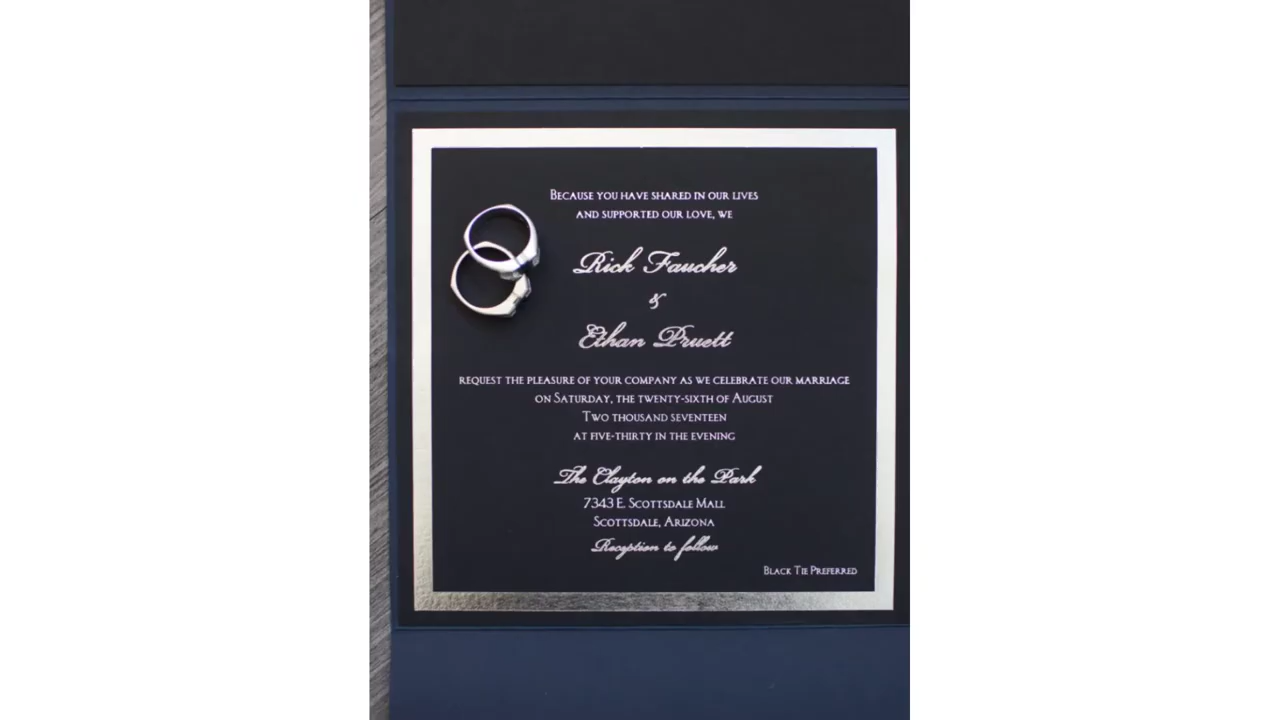 Because you have shared in our lives
and supported our love, we
Rick Faucher
&
Ethan Pruett
request the pleasure of your company as we celebrate our marriage
on Saturday, the twenty-sixth of August
Two thousand seventeen
at five-thirty in the evening
The Clayton on the Park
7343 E. Scottsdale Mall
Scottsdale, Arizona
Reception to follow
Black Tie Preferred